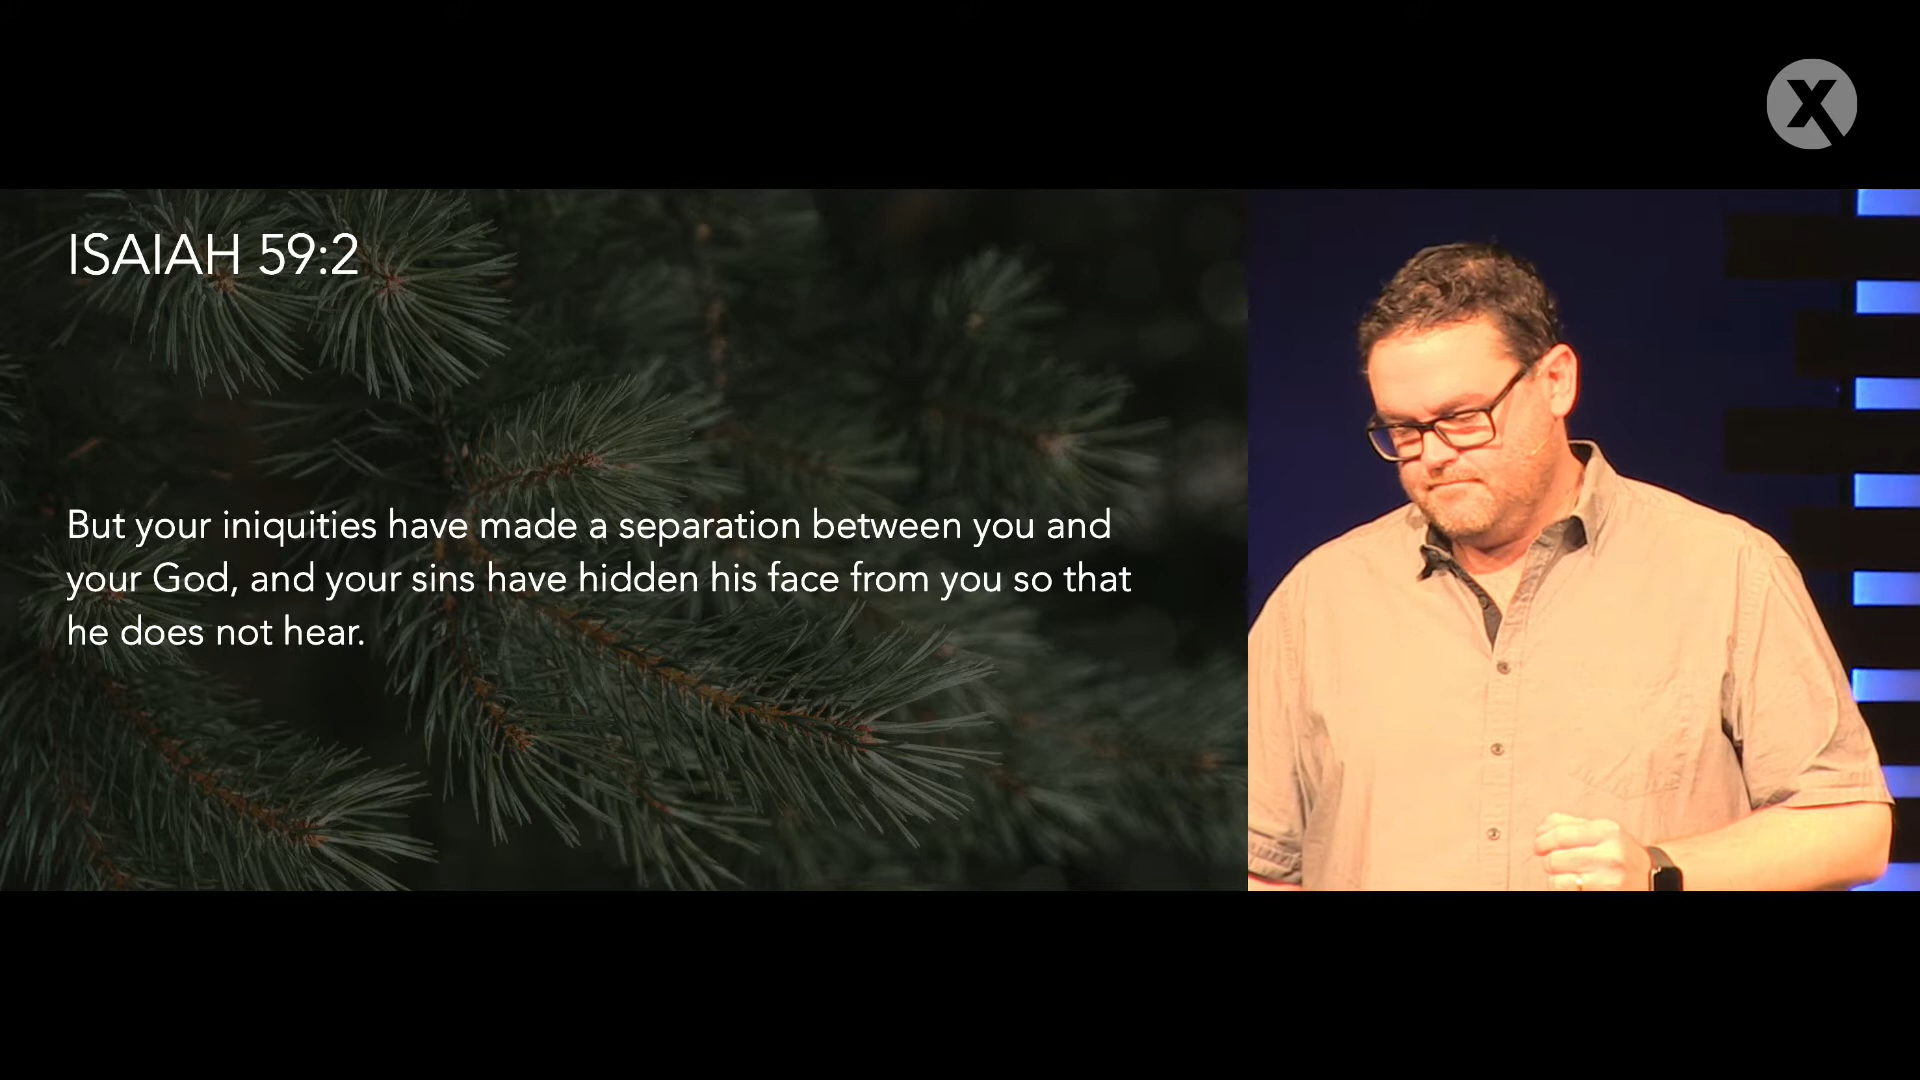 X
ISAIAH 59:2
But your iniquities have made a separation between you and
your God, and your sins have hidden his face from you so that
he does not hear.